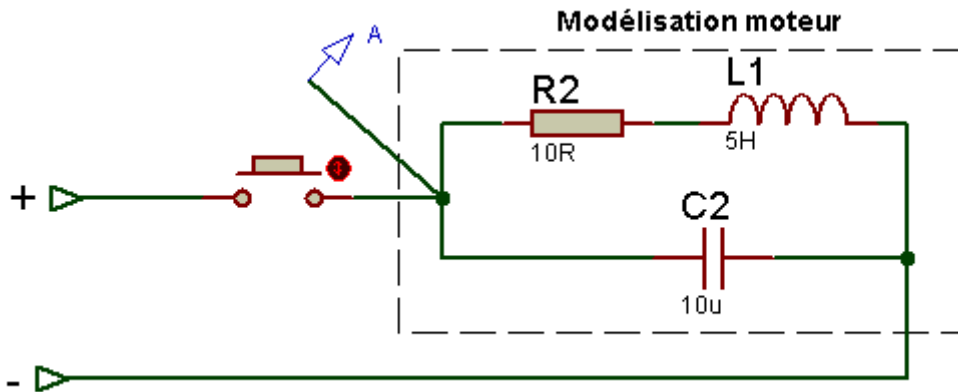 Modélisation moteur
A
R2
L1
10R
5H
+
C2
10u
-